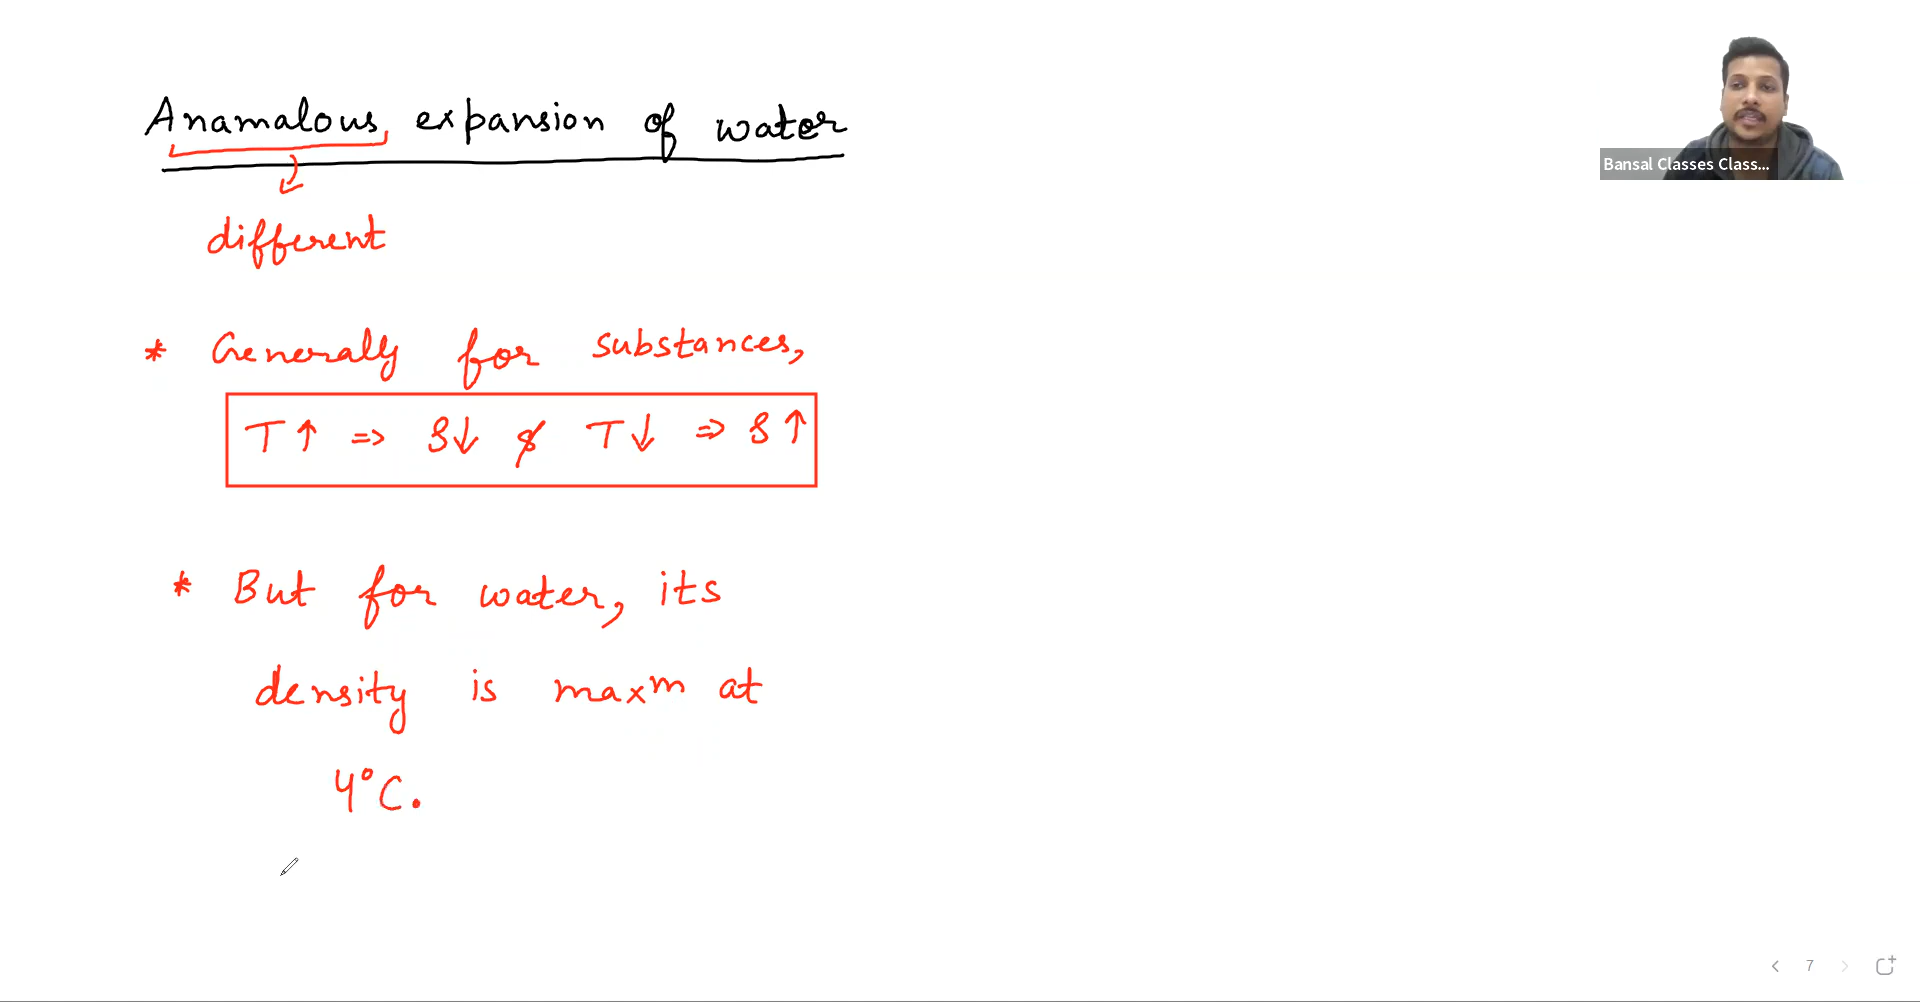 Anamalous expansion of water
different
* Generally for substances,
T↑ ⇒ ρ↓ & T↓ ⇒ ρ↑
* But for water, its
density is maxm at
4°C.
Bansal Classes Class...
7